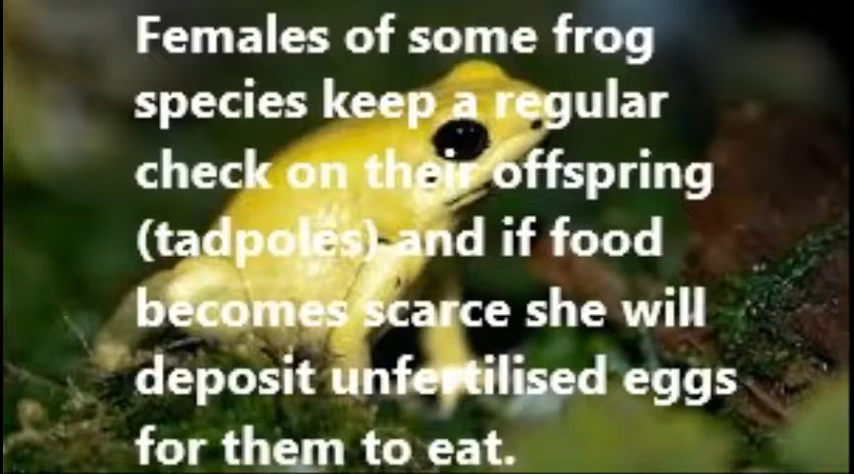 Females of some frog
species keep a regular
check on their offspring
(tadpoles) and if food
becomes scarce she will
deposit unfertilised eggs
for them to eat.